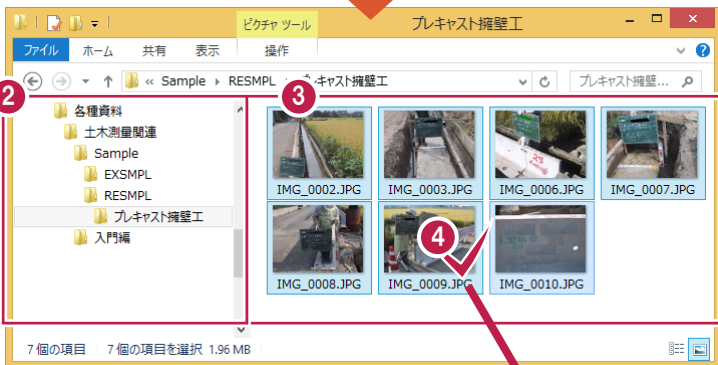 ピクチャ ツール
プレキャスト擁壁工
ファイル ホーム 共有 表示 操作
« Sample ▸ RESMPL プレキャスト擁壁工
プレキャスト擁壁...
2
3
各種資料
土木測量関連
Sample
EXSMPL
RESMPL
プレキャスト擁壁工
入門編
IMG_0002.JPG IMG_0003.JPG IMG_0006.JPG IMG_0007.JPG
4
IMG_0008.JPG IMG_0009.JPG IMG_0010.JPG
7 個の項目 7 個の項目を選択 1.96 MB